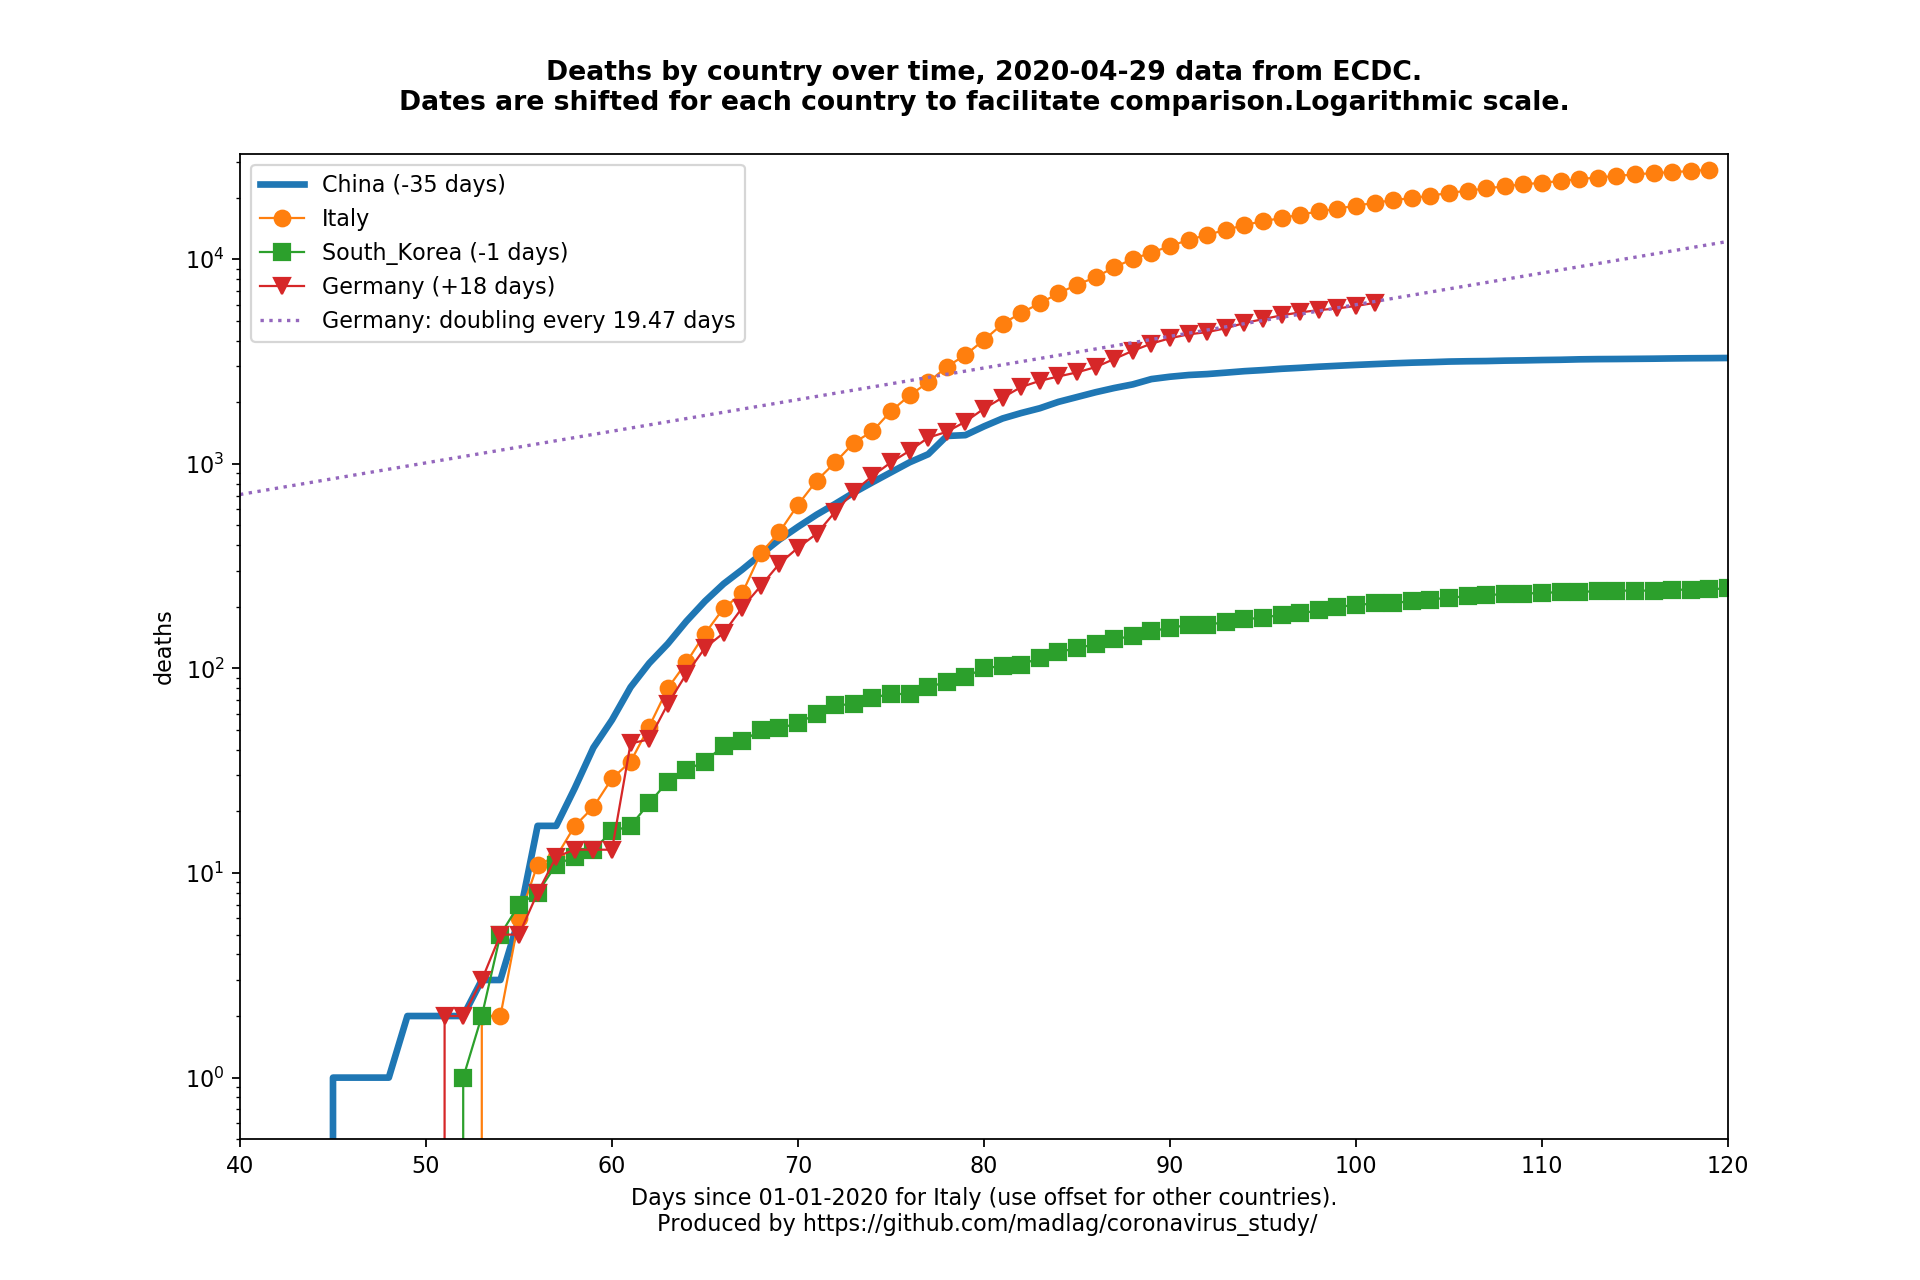 Deaths by country over time, 2020-04-29 data from ECDC.
Dates are shifted for each country to facilitate comparison.Logarithmic scale.
China (-35 days)
Italy
South_Korea (-1 days)
Germany (+18 days)
Germany: doubling every 19.47 days
deaths
10⁴
10³
10²
10¹
10⁰
40 50 60 70 80 90 100 110 120
Days since 01-01-2020 for Italy (use offset for other countries).
Produced by https://github.com/madlag/coronavirus_study/